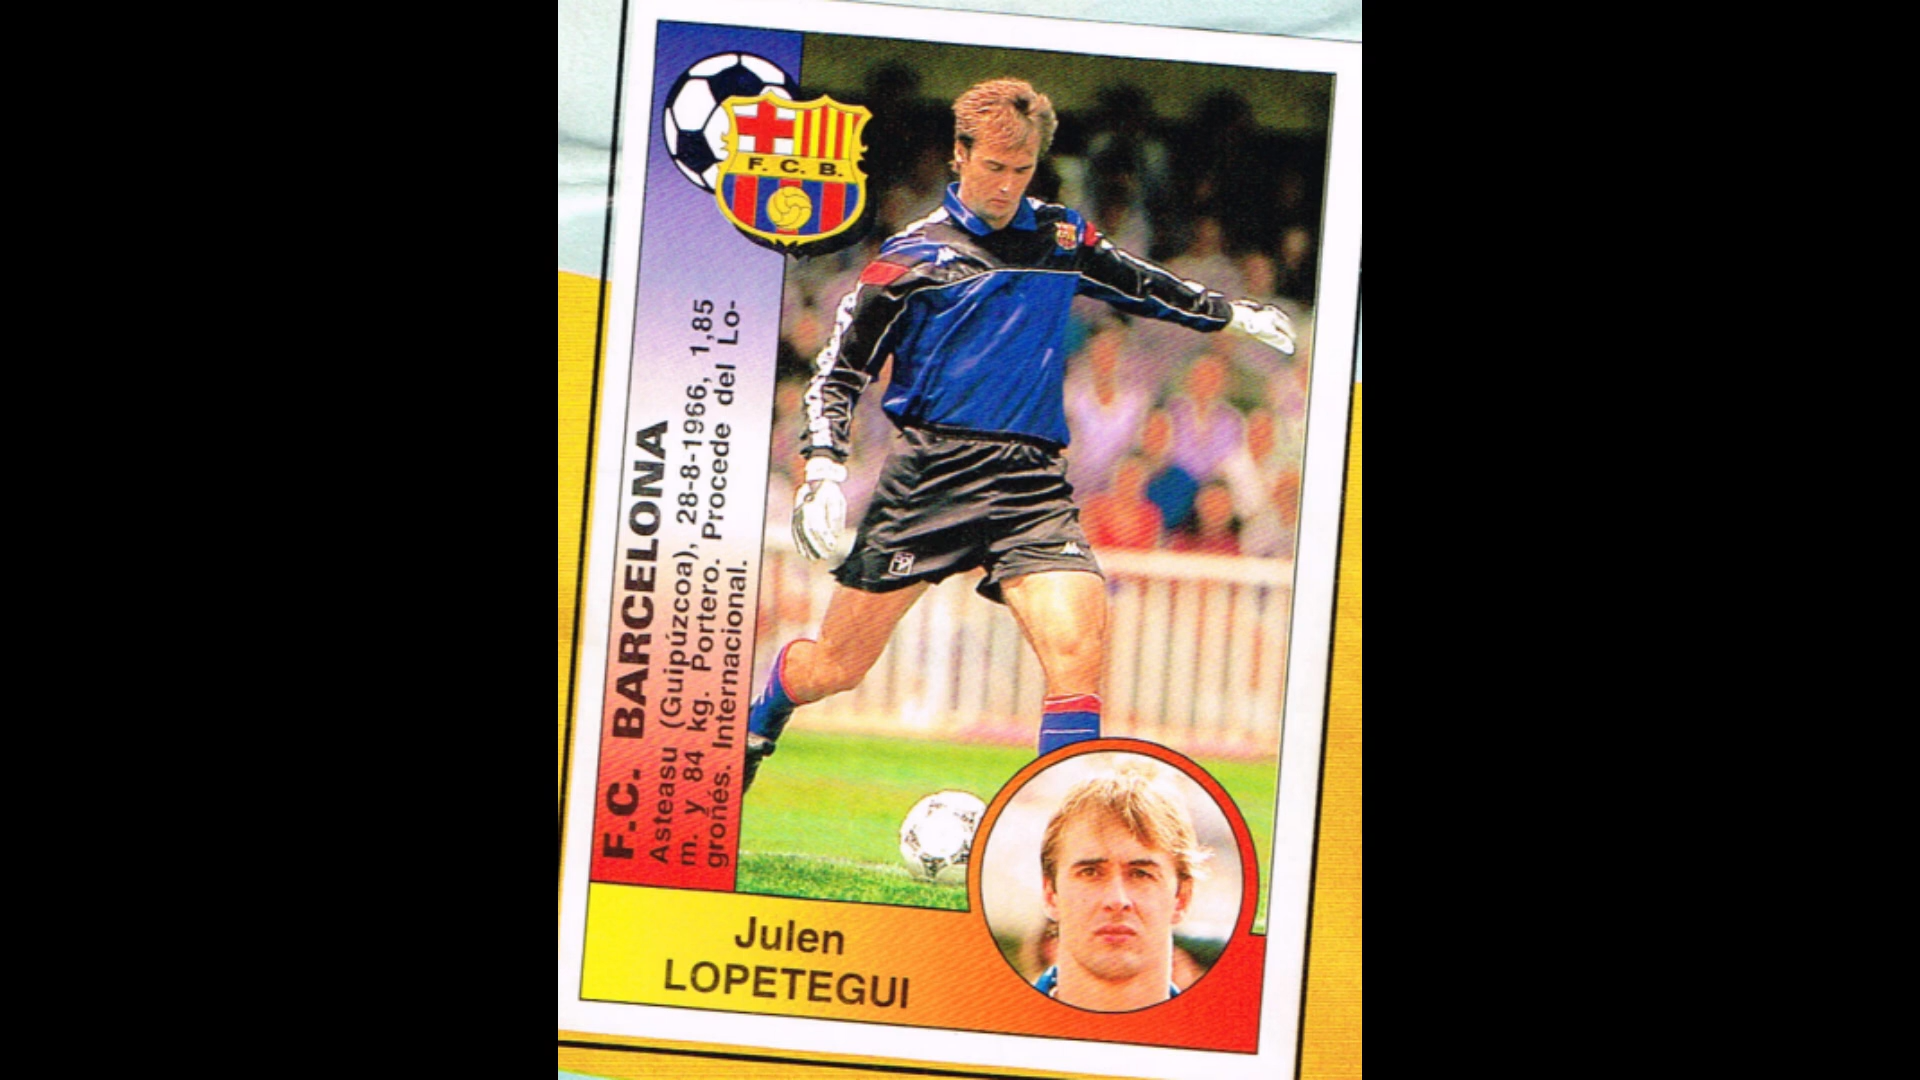 F. C. B.
F.C. BARCELONA
Asteasu (Guipúzcoa), 28-8-1966, 1,85
m. y 84 kg. Portero. Procede del Lo-
groñés. Internacional.
Julen
LOPETEGUI